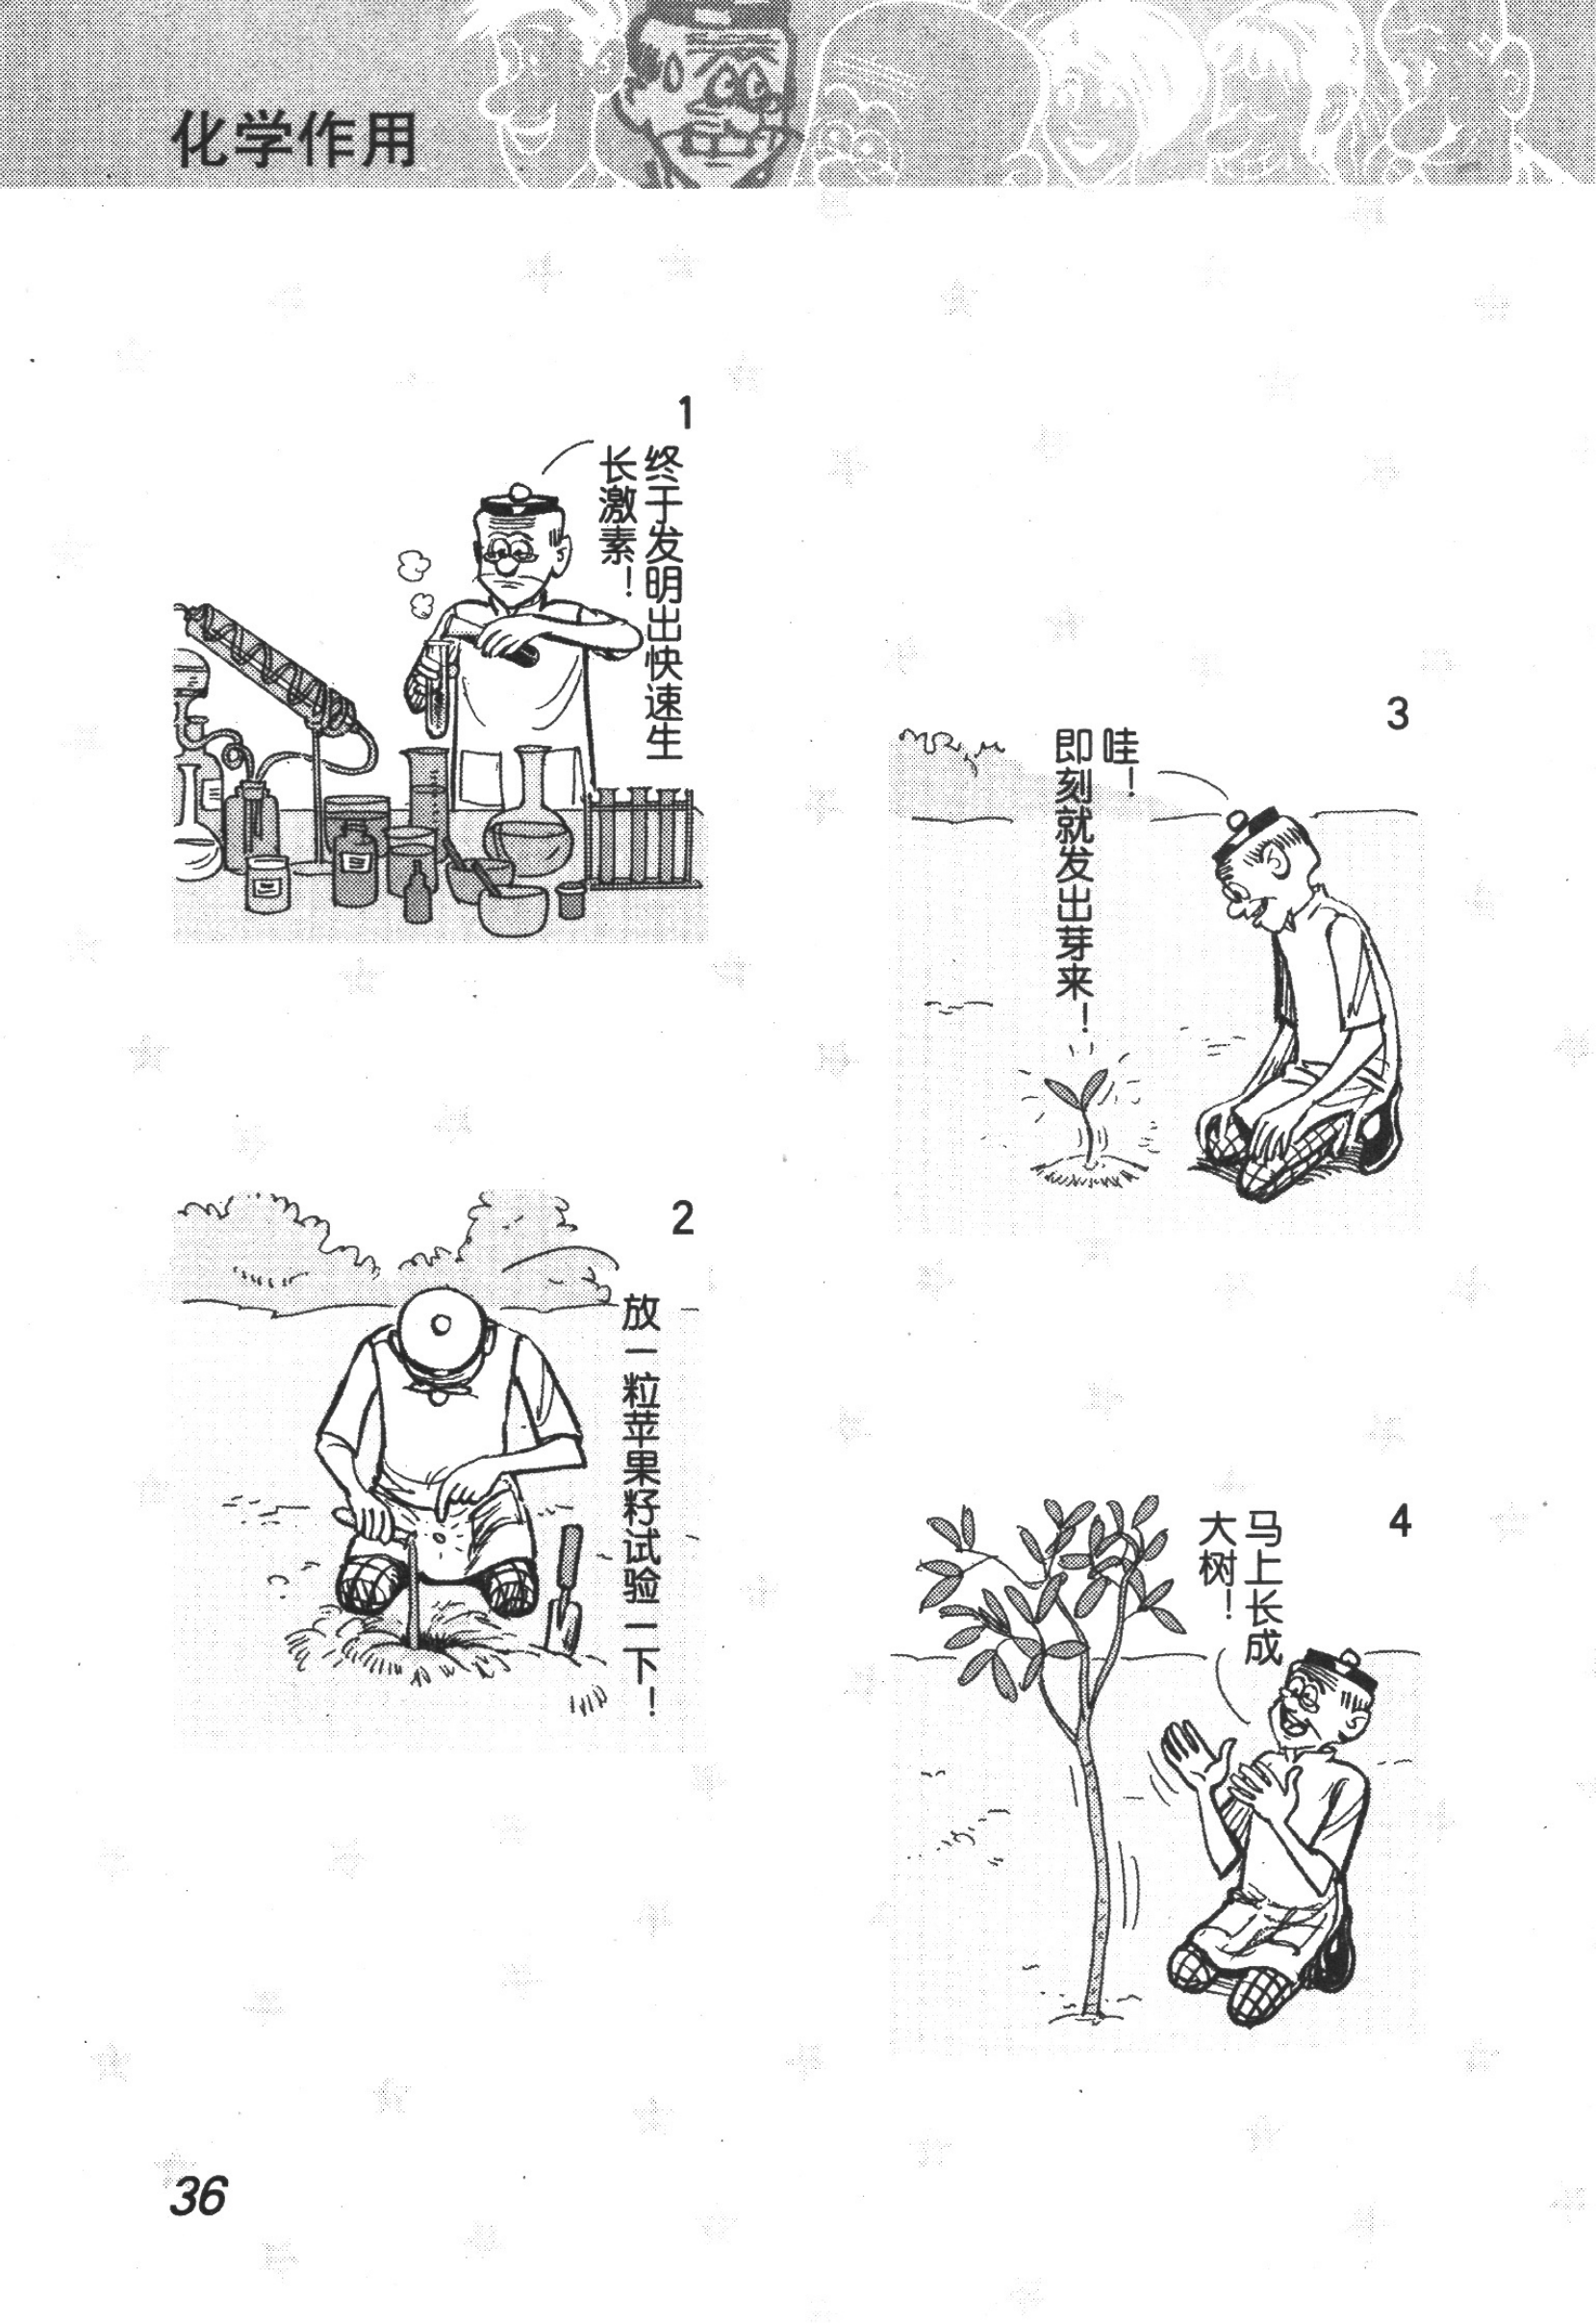 化学作用
1
终于发明出快速生
长激素！
2
放一粒苹果籽试验一下！
3
哇！
即刻就发出芽来！
4
马上长成
大树！
36